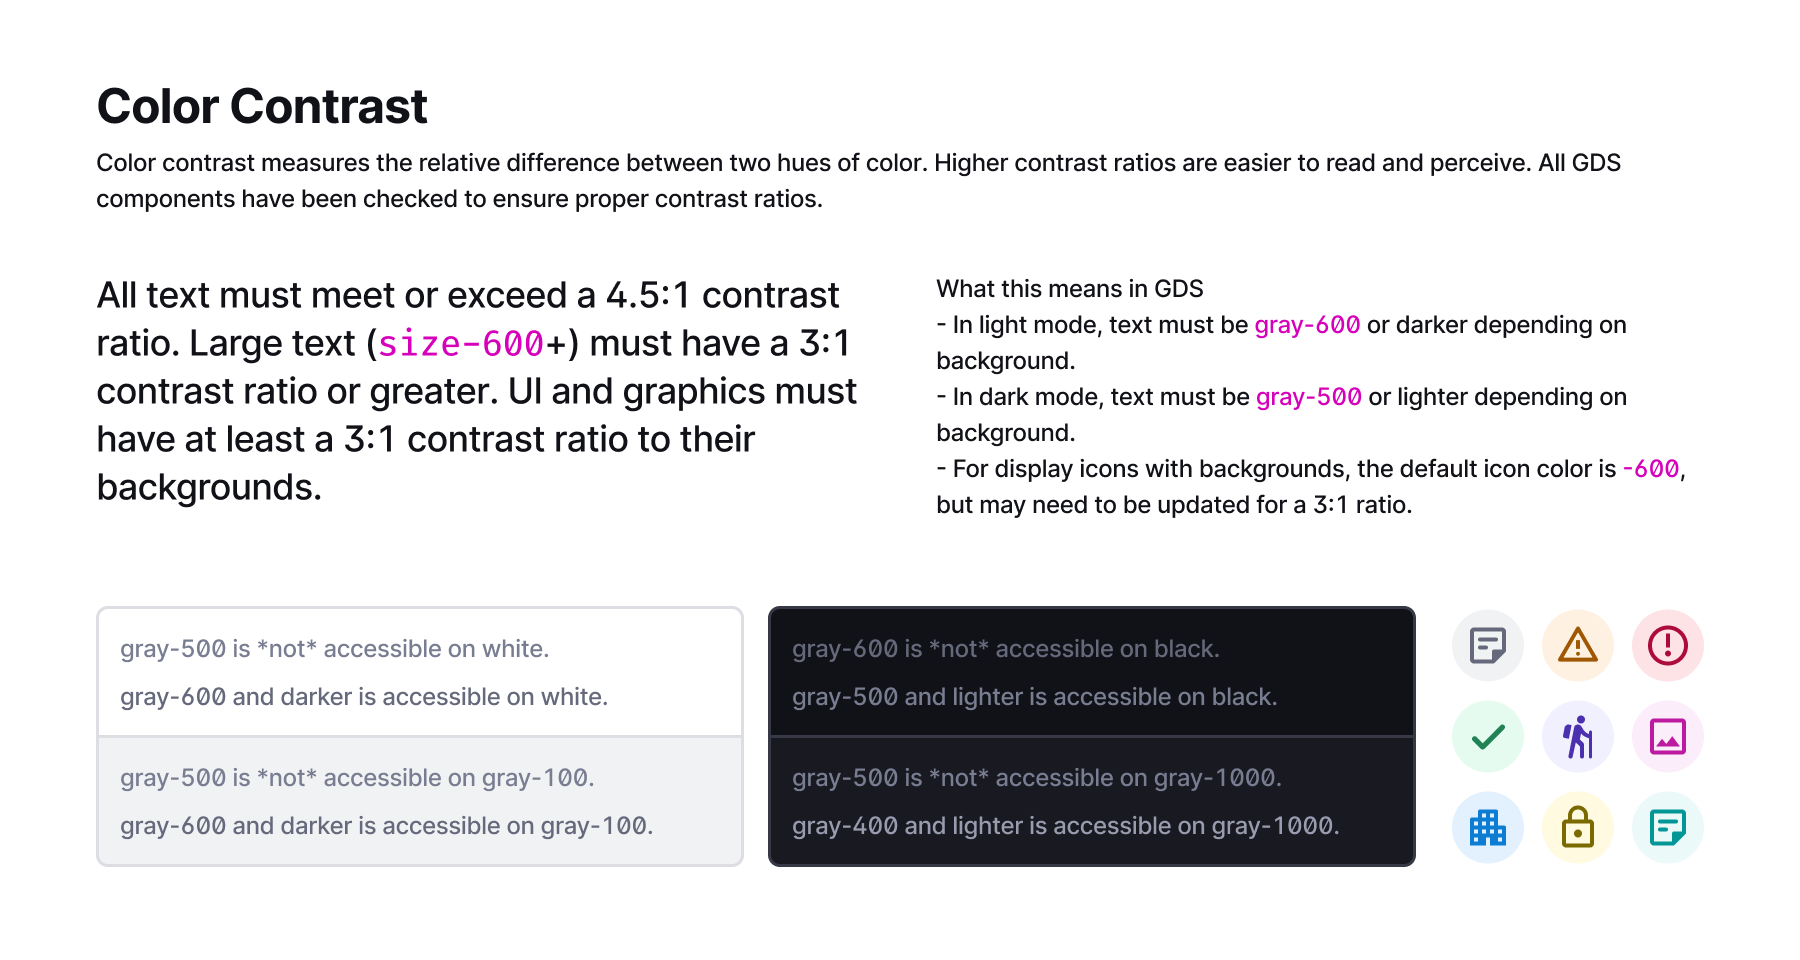 Color Contrast
Color contrast measures the relative difference between two hues of color. Higher contrast ratios are easier to read and perceive. All GDS
components have been checked to ensure proper contrast ratios.
All text must meet or exceed a 4.5:1 contrast
ratio. Large text (size-600+) must have a 3:1
contrast ratio or greater. UI and graphics must
have at least a 3:1 contrast ratio to their
backgrounds.
What this means in GDS
- In light mode, text must be gray-600 or darker depending on
background.
- In dark mode, text must be gray-500 or lighter depending on
background.
- For display icons with backgrounds, the default icon color is -600,
but may need to be updated for a 3:1 ratio.
gray-500 is *not* accessible on white.
gray-600 and darker is accessible on white.
gray-500 is *not* accessible on gray-100.
gray-600 and darker is accessible on gray-100.
gray-600 is *not* accessible on black.
gray-500 and lighter is accessible on black.
gray-500 is *not* accessible on gray-1000.
gray-400 and lighter is accessible on gray-1000.